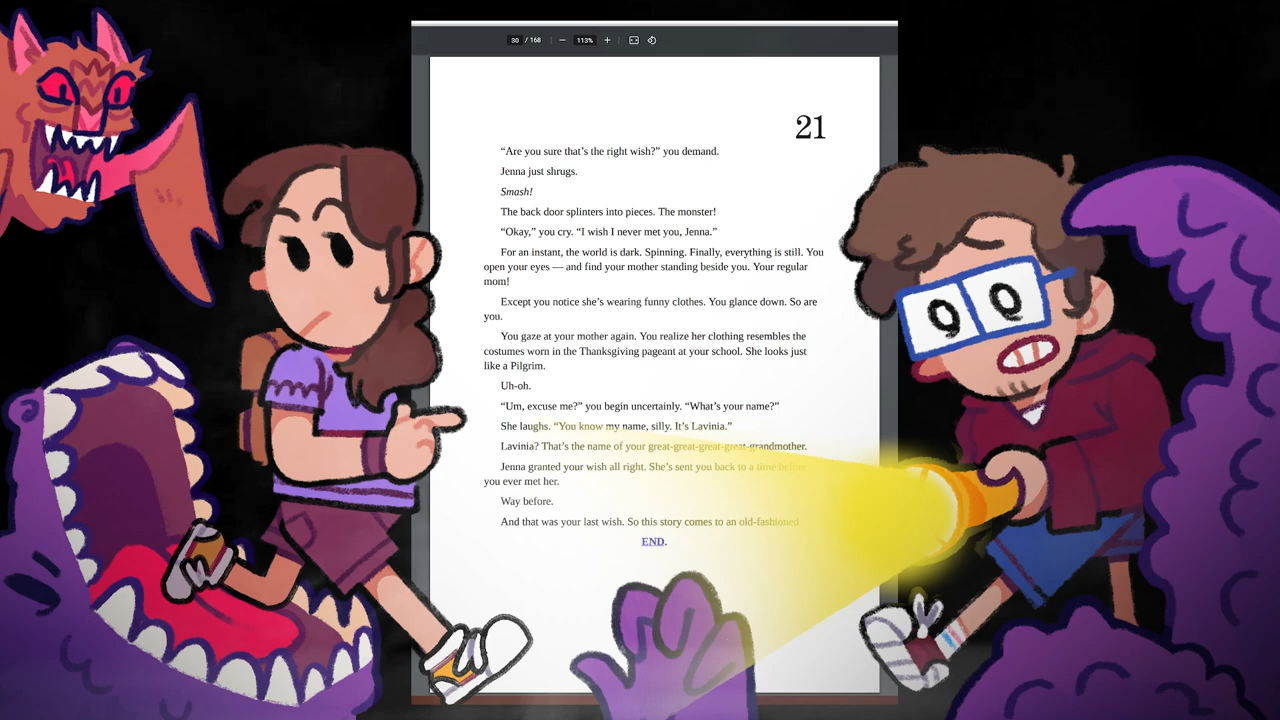 30 / 168 113%
21
“Are you sure that’s the right wish?” you demand.
Jenna just shrugs.
Smash!
The back door splinters into pieces. The monster!
“Okay,” you cry. “I wish I never met you, Jenna.”
For an instant, the world is dark. Spinning. Finally, everything is still. You
open your eyes — and find your mother standing beside you. Your regular
mom!
Except you notice she’s wearing funny clothes. You glance down. So are
you.
You gaze at your mother again. You realize her clothing resembles the
costumes worn in the Thanksgiving pageant at your school. She looks just
like a Pilgrim.
Uh-oh.
“Um, excuse me?” you begin uncertainly. “What’s your name?”
She laughs. “You know my name, silly. It’s Lavinia.”
Lavinia? That’s the name of your great-great-great-great-grandmother.
Jenna granted your wish all right. She’s sent you back to a time before
you ever met her.
Way before.
And that was your last wish. So this story comes to an old-fashioned
END.